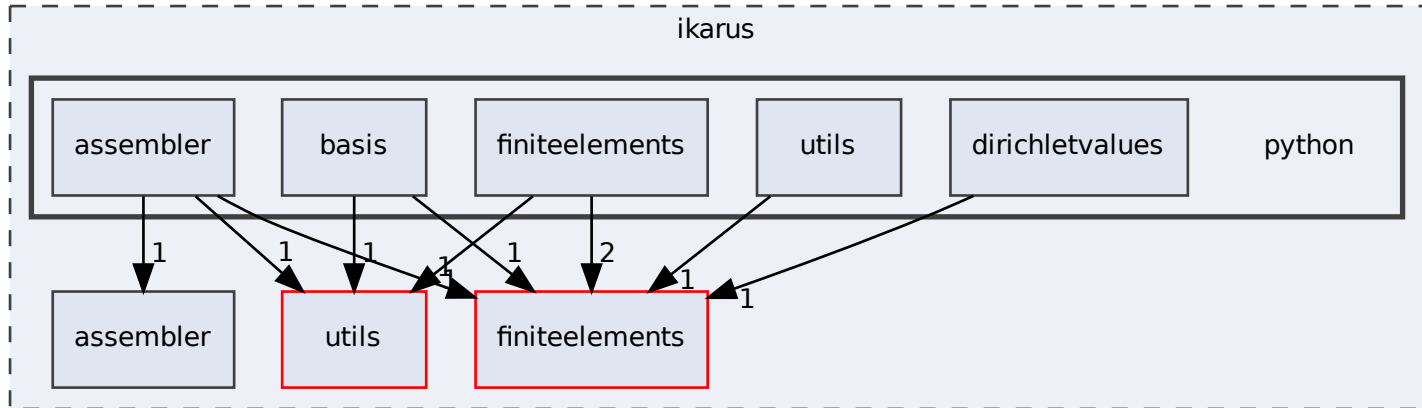 ikarus
assembler basis finiteelements utils dirichletvalues python
1 1 1 1 1 2 1
1 1
assembler utils finiteelements